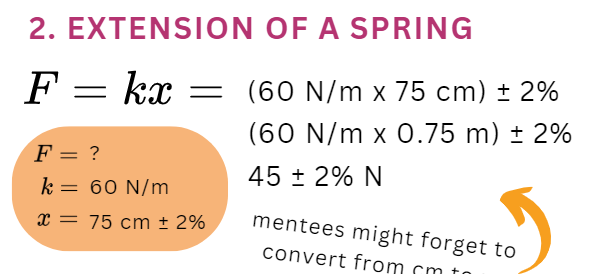 2. EXTENSION OF A SPRING
F = kx = (60 N/m x 75 cm) ± 2%
(60 N/m x 0.75 m) ± 2%
45 ± 2% N
F = ?
k = 60 N/m
x = 75 cm ± 2%
mentees might forget to
convert from cm to